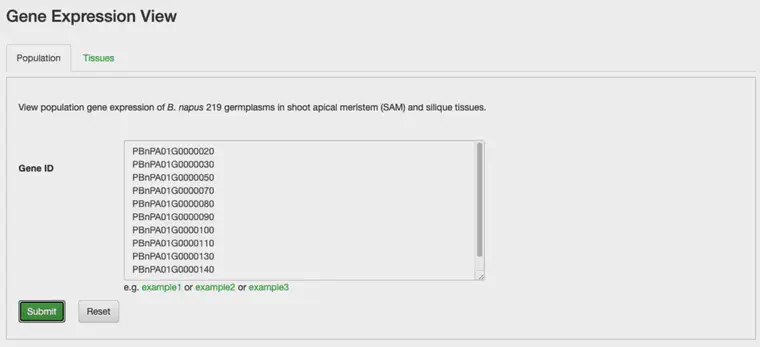 Gene Expression View
Population
Tissues
View population gene expression of B. napus 219 germplasms in shoot apical meristem (SAM) and silique tissues.
Gene ID
PBnPA01G0000020
PBnPA01G0000030
PBnPA01G0000050
PBnPA01G0000070
PBnPA01G0000080
PBnPA01G0000090
PBnPA01G0000100
PBnPA01G0000110
PBnPA01G0000130
PBnPA01G0000140
e.g. example1 or example2 or example3
Submit
Reset